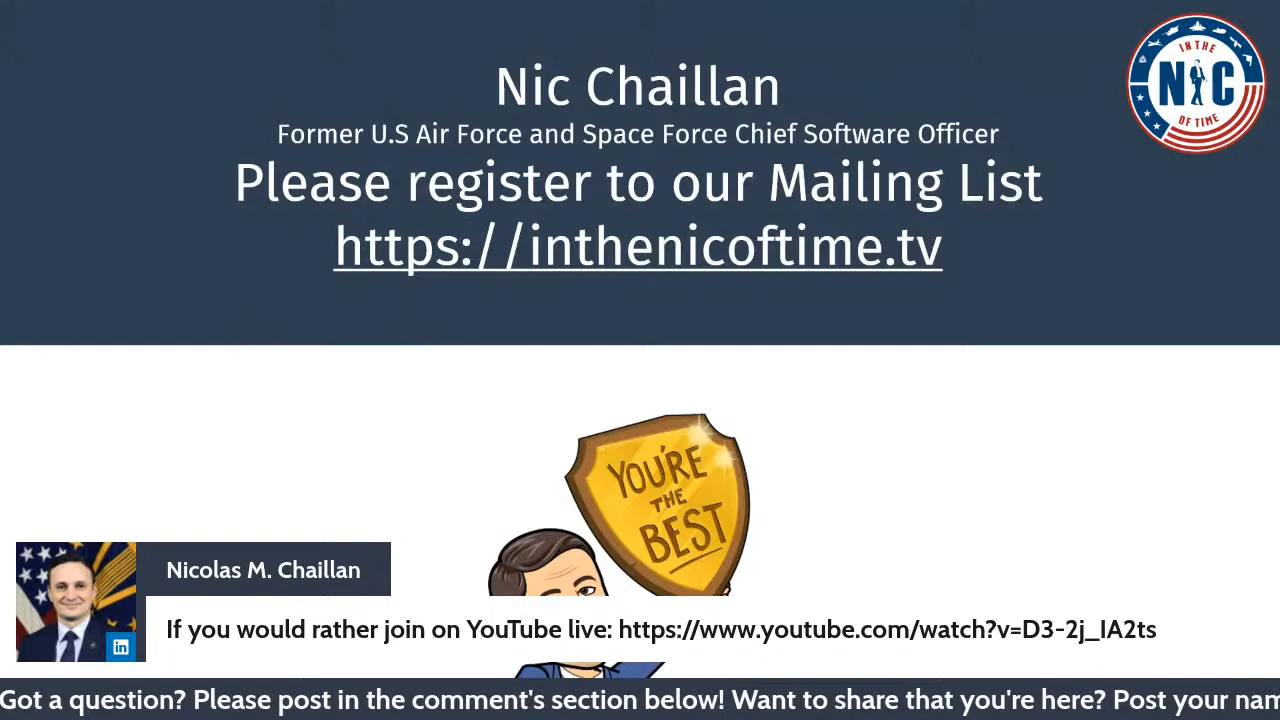 Nic Chaillan
Former U.S Air Force and Space Force Chief Software Officer
Please register to our Mailing List
https://inthenicoftime.tv
IN THE
NIC
OF TIME
YOU'RE
THE
BEST
Nicolas M. Chaillan
in
If you would rather join on YouTube live: https://www.youtube.com/watch?v=D3-2j_IA2ts
Got a question? Please post in the comment's section below! Want to share that you're here? Post your nam